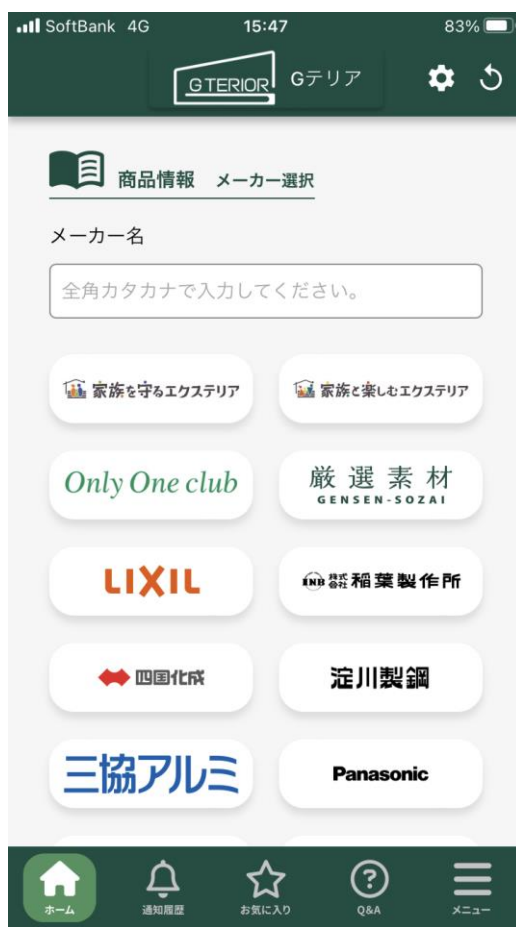 SoftBank 4G 15:47 83%
GTERIOR Gテリア
商品情報 メーカー選択
メーカー名
全角カタカナで入力してください。
家族を守るエクステリア
家族と楽しむエクステリア
Only One club
厳選素材
GENSEN-SOZAI
LIXIL
INB 株式会社 稲葉製作所
四国化成
淀川製鋼
三協アルミ
Panasonic
ホーム 通知履歴 お気に入り Q&A メニュー